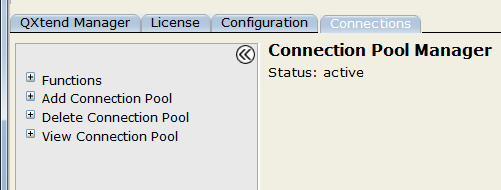 QXtend Manager License Configuration Connections
Connection Pool Manager
Status: active
Functions
Add Connection Pool
Delete Connection Pool
View Connection Pool